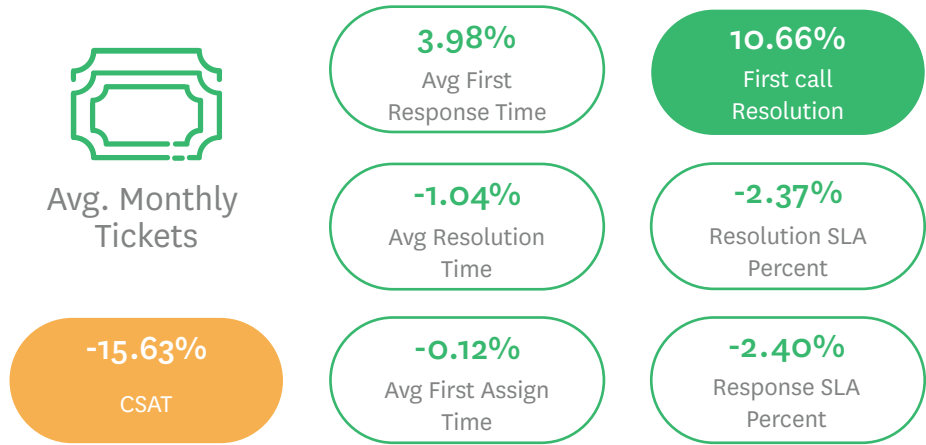 Avg. Monthly
Tickets
-15.63%
CSAT
3.98%
Avg First
Response Time
-1.04%
Avg Resolution
Time
-0.12%
Avg First Assign
Time
10.66%
First call
Resolution
-2.37%
Resolution SLA
Percent
-2.40%
Response SLA
Percent